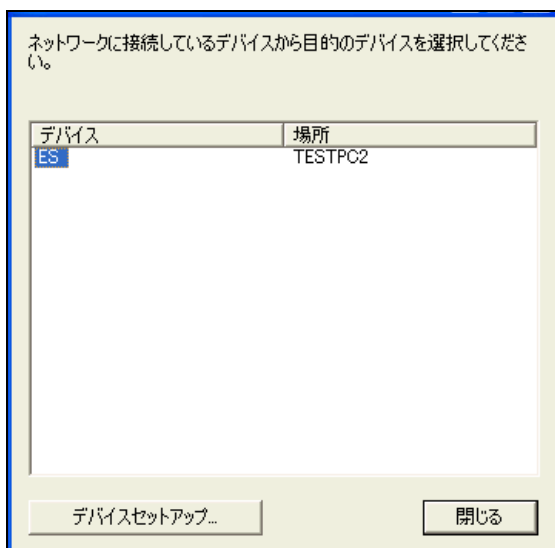 ネットワークに接続しているデバイスから目的のデバイスを選択してくださ
い。
デバイス 場所
ES TESTPC2
デバイスセットアップ... 閉じる